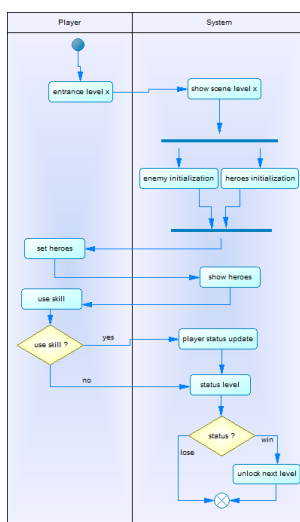 Player
System
entrance level x
show scene level x
enemy initialization
heroes initialization
set heroes
show heroes
use skill
use skill ?
yes
player status update
no
status level
status ?
lose
win
unlock next level